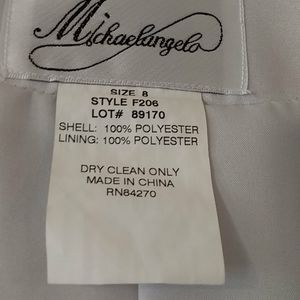 Michaelangelo
SIZE 8
STYLE F206
LOT# 89170
SHELL: 100% POLYESTER
LINING: 100% POLYESTER
DRY CLEAN ONLY
MADE IN CHINA
RN84270